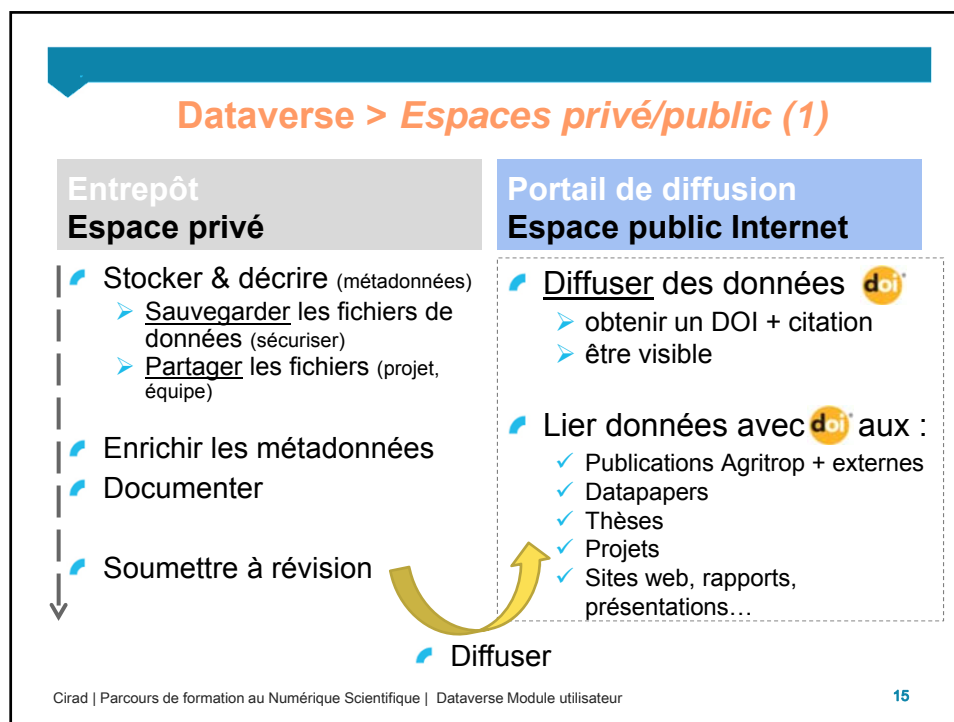 Dataverse > Espaces privé/public (1)
Entrepôt
Espace privé
Stocker & décrire (métadonnées)
➢ Sauvegarder les fichiers de
données (sécuriser)
➢ Partager les fichiers (projet,
équipe)
Enrichir les métadonnées
Documenter
Soumettre à révision
Portail de diffusion
Espace public Internet
Diffuser des données doi
➢ obtenir un DOI + citation
➢ être visible
Lier données avec doi aux :
✓ Publications Agritrop + externes
✓ Datapapers
✓ Thèses
✓ Projets
✓ Sites web, rapports,
présentations…
Diffuser
Cirad | Parcours de formation au Numérique Scientifique | Dataverse Module utilisateur
15